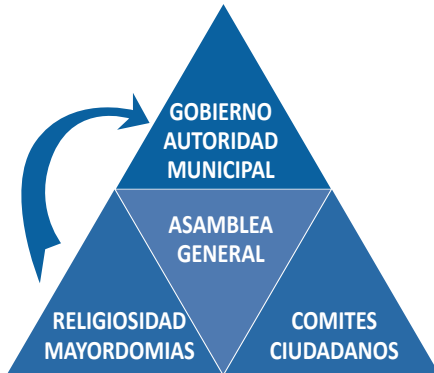 GOBIERNO
AUTORIDAD
MUNICIPAL
ASAMBLEA
GENERAL
RELIGIOSIDAD
MAYORDOMIAS
COMITES
CIUDADANOS